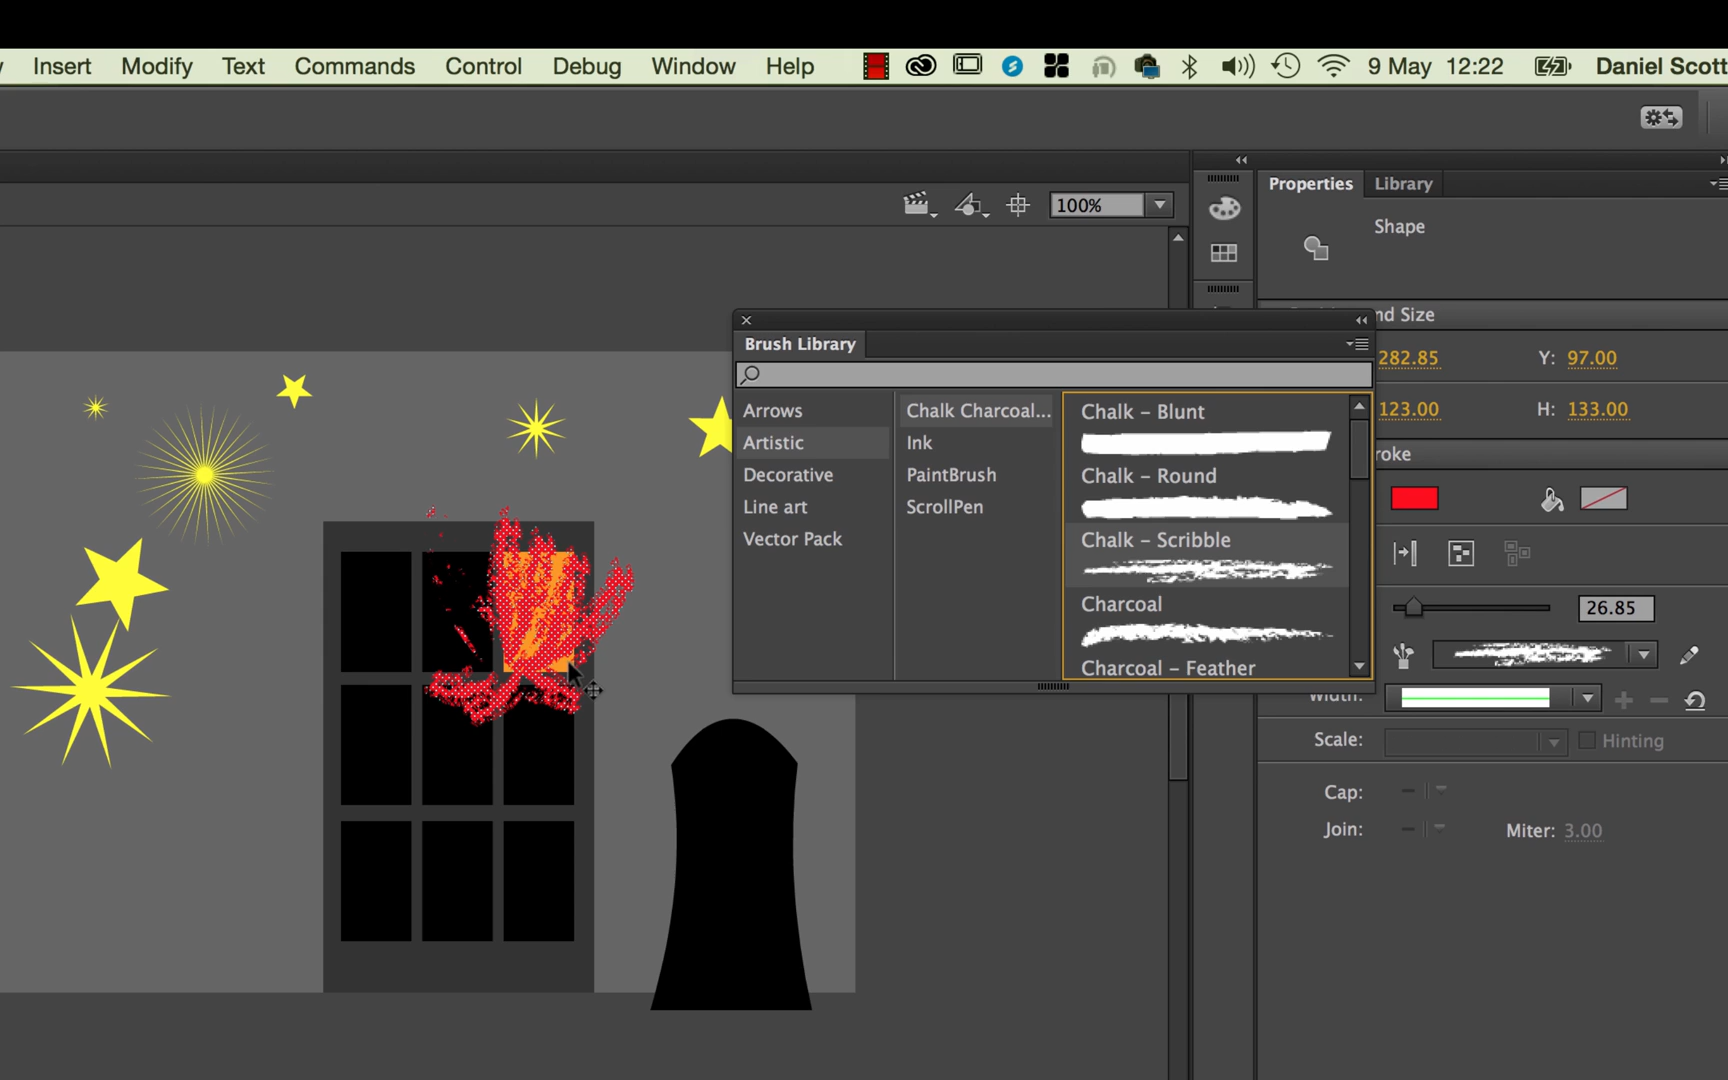 Insert Modify Text Commands Control Debug Window Help 9 May 12:22 Daniel Scott
100%
Properties Library
Shape
nd Size
282.85 Y: 97.00
123.00 H: 133.00
roke
26.85
Width:
Scale: Hinting
Cap:
Join: Miter: 3.00
Brush Library
Arrows
Artistic
Decorative
Line art
Vector Pack
Chalk Charcoal...
Ink
PaintBrush
ScrollPen
Chalk – Blunt
Chalk – Round
Chalk – Scribble
Charcoal
Charcoal – Feather